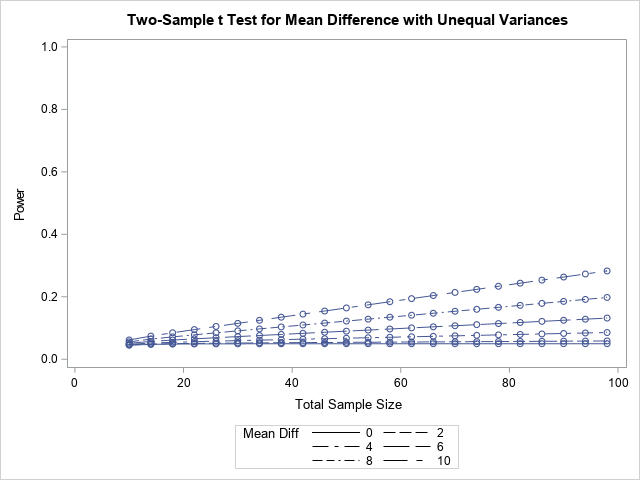 Two-Sample t Test for Mean Difference with Unequal Variances
1.0
0.8
0.6
0.4
0.2
0.0
Power
0 20 40 60 80 100
Total Sample Size
Mean Diff 0 2
4 6
8 10